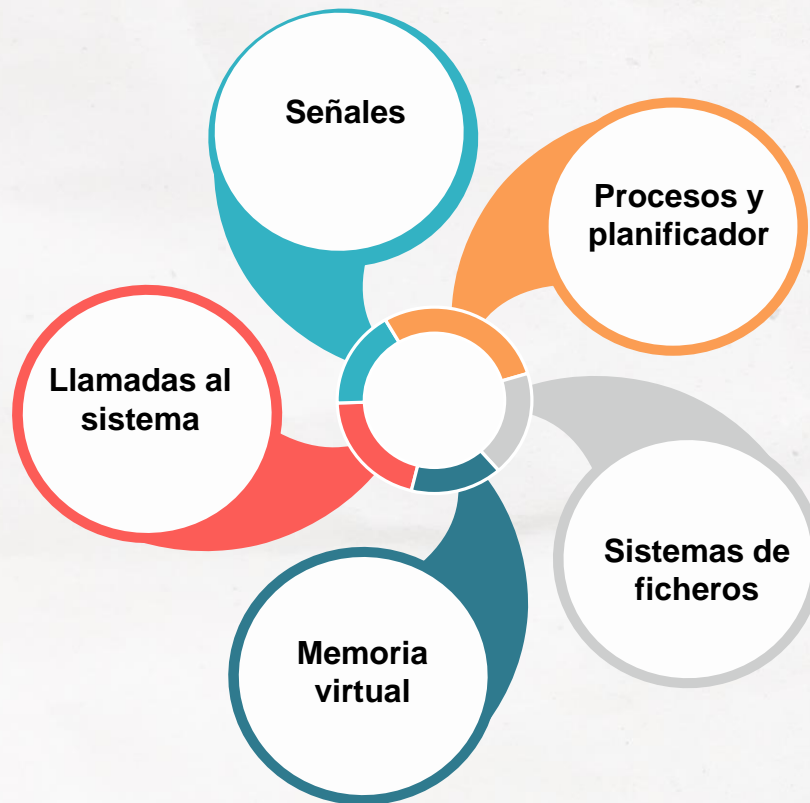 Señales
Procesos y
planificador
Llamadas al
sistema
Sistemas de
ficheros
Memoria
virtual